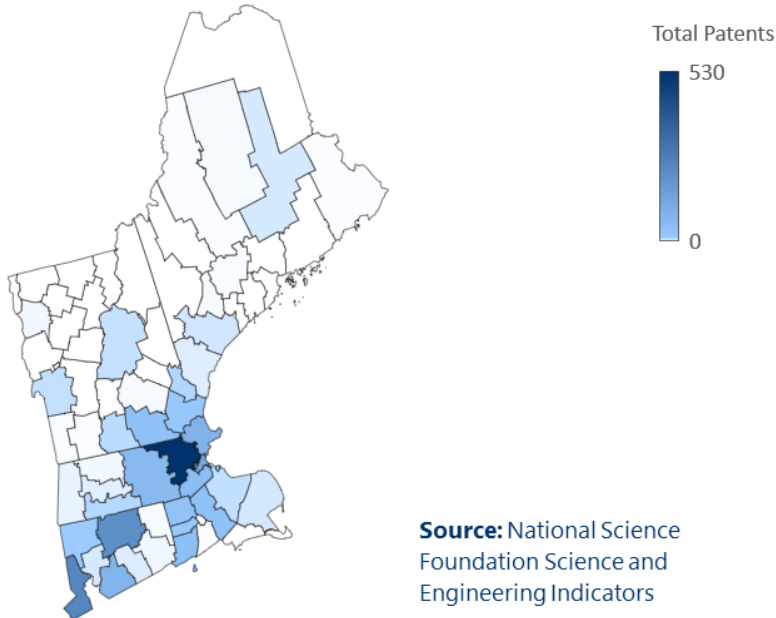 Total Patents
530
0
Source: National Science
Foundation Science and
Engineering Indicators